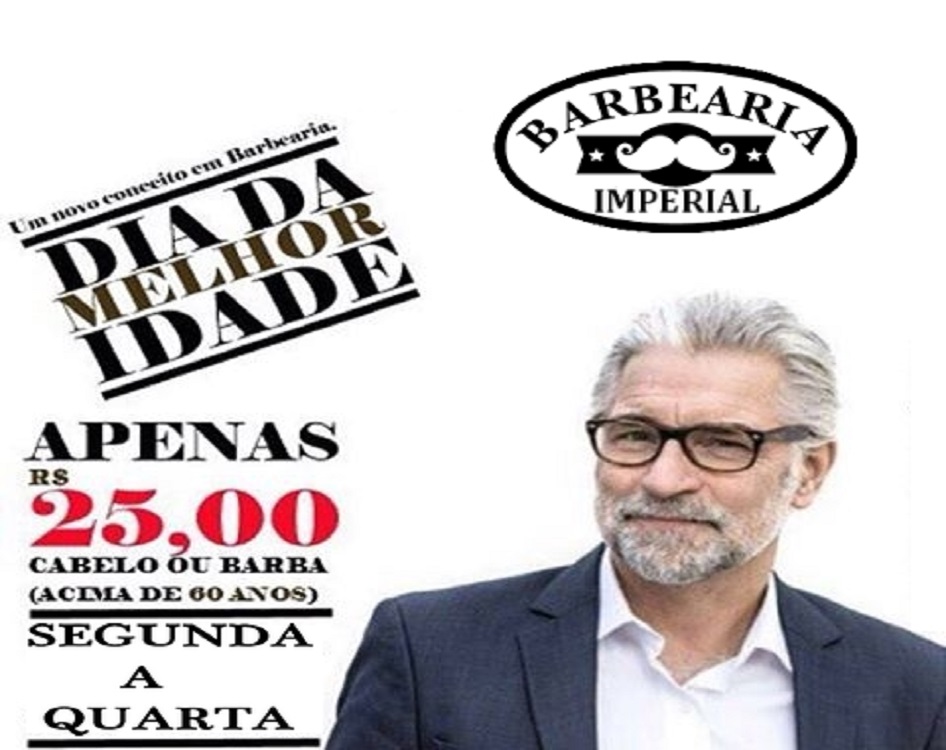 BARBEARIA
IMPERIAL
Um novo conceito em Barbearia.
DIA DA
MELHOR
IDADE
APENAS
R$
25,00
CABELO OU BARBA
(ACIMA DE 60 ANOS)
SEGUNDA
A
QUARTA